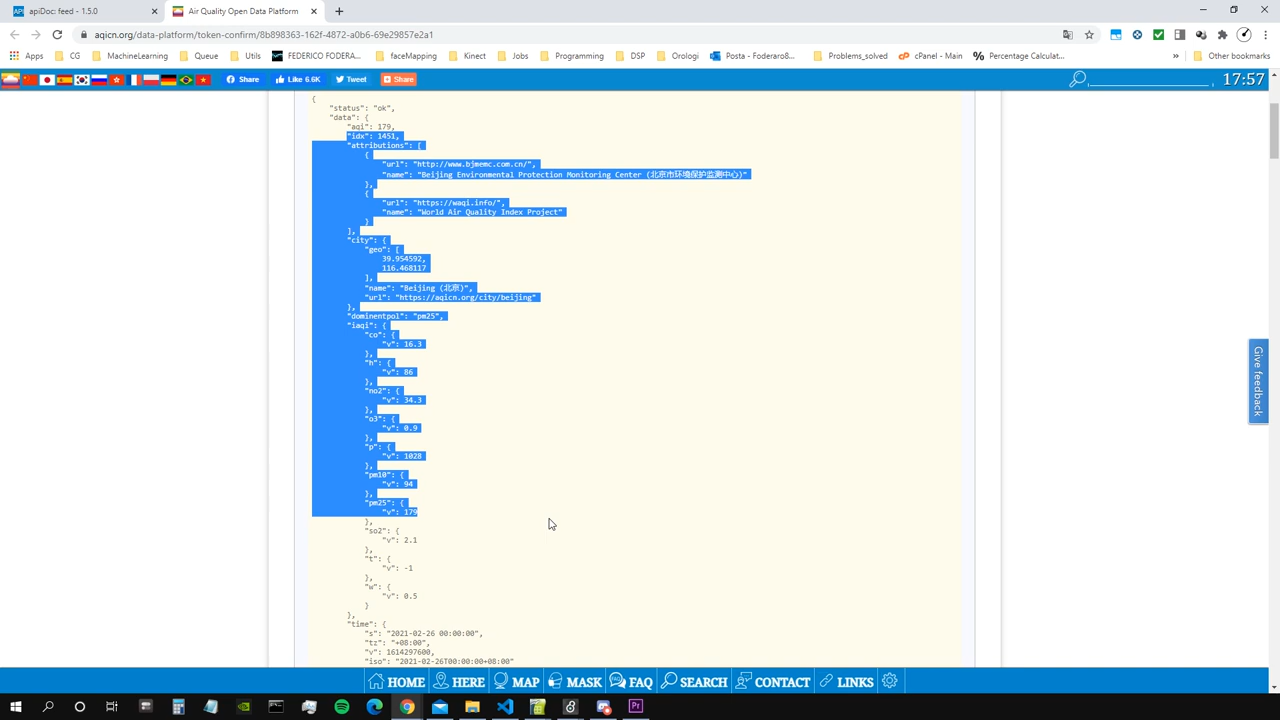 apiDoc: feed - 1.5.0
Air Quality Open Data Platform
aqicn.org/data-platform/token-confirm/8b898363-162f-4872-a0b6-69e29857e2a1
Apps CG MachineLearning Queue Utils FEDERICO FODERA... faceMapping Kinect Jobs Programming DSP Orologi Posta - Foderaro8... Problems_solved cPanel - Main Percentage Calculat... » Other bookmarks
Share Like 6.6K Tweet Share 17:57
{
"status": "ok",
"data": {
"aqi": 179,
"idx": 1451,
"attributions": [
{
"url": "http://www.bjmemc.com.cn/",
"name": "Beijing Environmental Protection Monitoring Center (北京市环境保护监测中心)"
},
{
"url": "https://waqi.info/",
"name": "World Air Quality Index Project"
}
],
"city": {
"geo": [
39.954592,
116.468117
],
"name": "Beijing (北京)",
"url": "https://aqicn.org/city/beijing"
},
"dominentpol": "pm25",
"iaqi": {
"co": {
"v": 16.3
},
"h": {
"v": 86
},
"no2": {
"v": 34.3
},
"o3": {
"v": 0.9
},
"p": {
"v": 1028
},
"pm10": {
"v": 94
},
"pm25": {
"v": 179
},
"so2": {
"v": 2.1
},
"t": {
"v": -1
},
"w": {
"v": 0.5
}
},
"time": {
"s": "2021-02-26 00:00:00",
"tz": "+08:00",
"v": 1614297600,
"iso": "2021-02-26T00:00:00+08:00"
Give feedback
HOME HERE MAP MASK FAQ SEARCH CONTACT LINKS